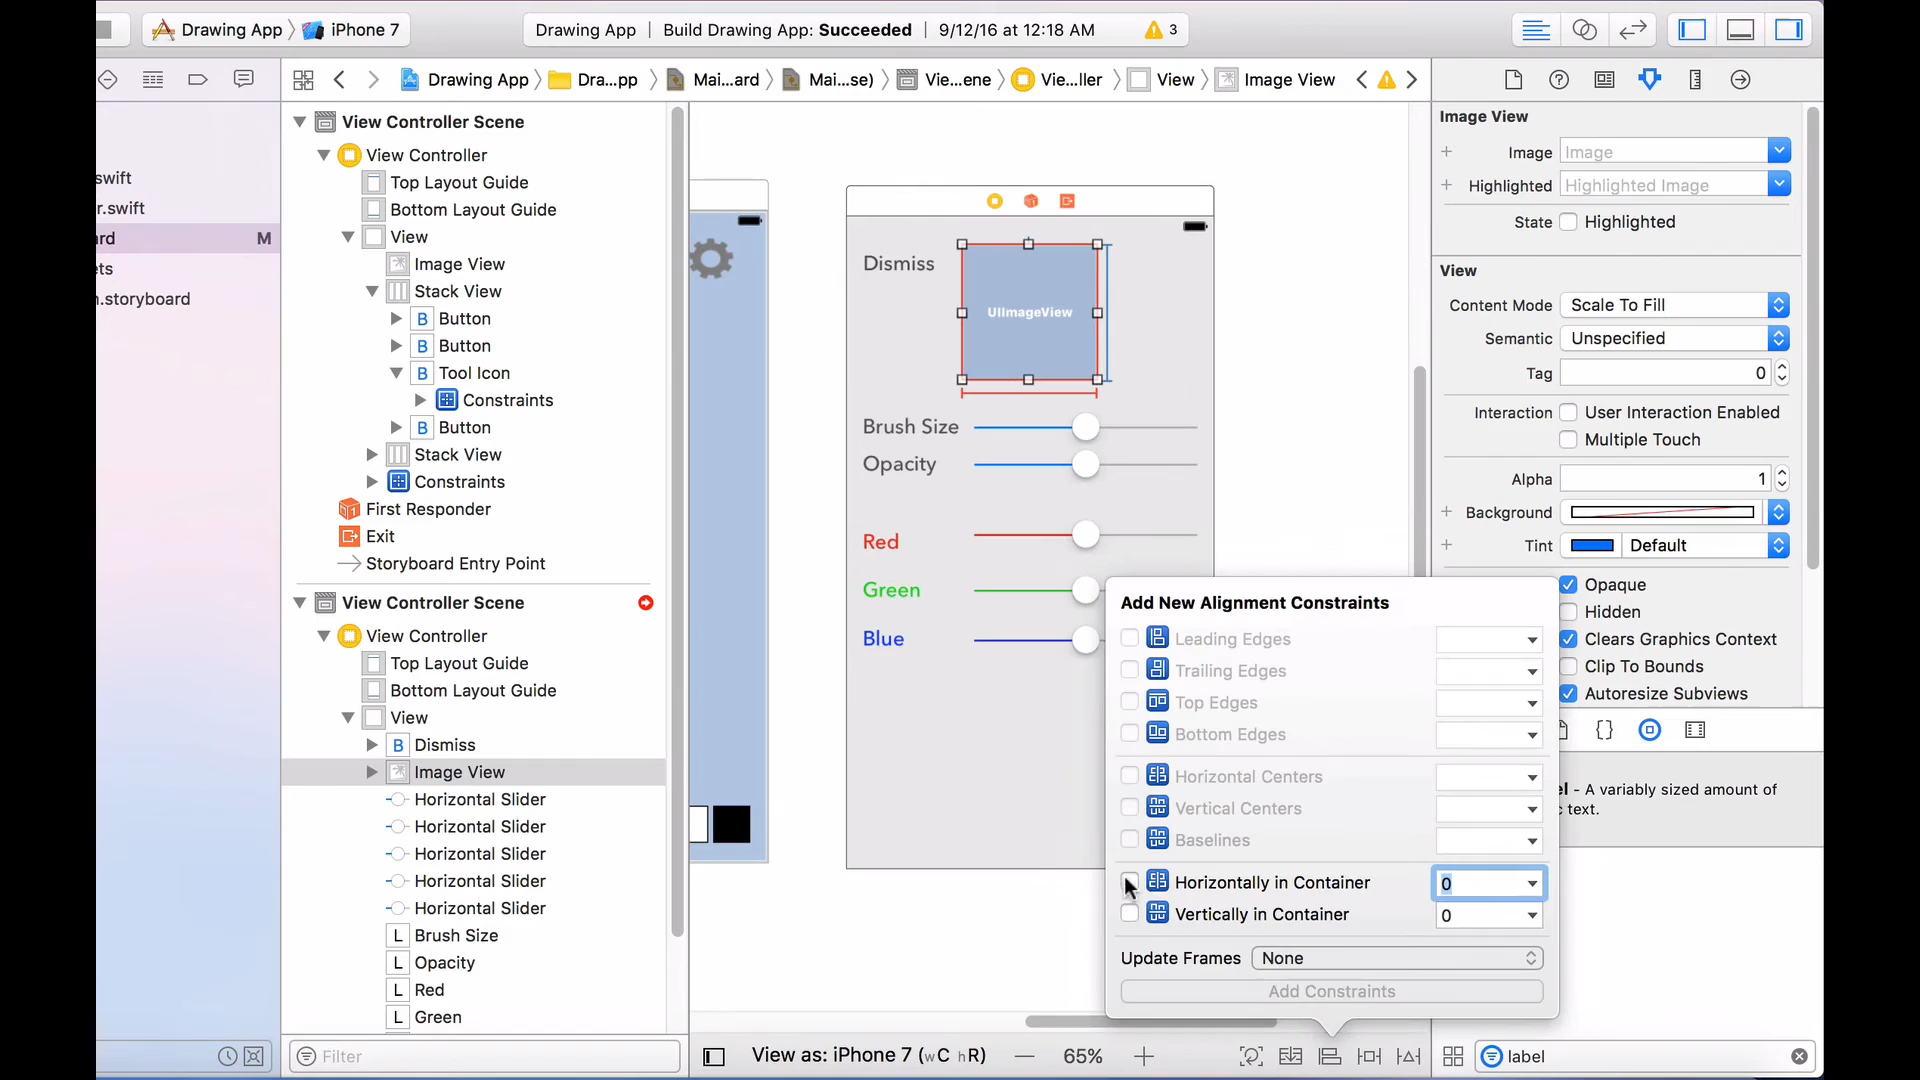 Drawing App
iPhone 7
Drawing App
Build Drawing App: Succeeded
9/12/16 at 12:18 AM
3
Drawing App
Dra...pp
Mai...ard
Mai...se)
Vie...ene
Vie...ller
View
Image View
swift
r.swift
rd
M
ets
n.storyboard
View Controller Scene
View Controller
Top Layout Guide
Bottom Layout Guide
View
Image View
Stack View
B Button
B Button
B Tool Icon
Constraints
B Button
Stack View
Constraints
First Responder
Exit
Storyboard Entry Point
View Controller Scene
View Controller
Top Layout Guide
Bottom Layout Guide
View
B Dismiss
Image View
Horizontal Slider
Horizontal Slider
Horizontal Slider
Horizontal Slider
Horizontal Slider
L Brush Size
L Opacity
L Red
L Green
Filter
Dismiss
UIImageView
Brush Size
Opacity
Red
Green
Blue
Add New Alignment Constraints
Leading Edges
Trailing Edges
Top Edges
Bottom Edges
Horizontal Centers
Vertical Centers
Baselines
Horizontally in Container 0
Vertically in Container 0
Update Frames None
Add Constraints
View as: iPhone 7 (wC hR)
65%
Image View
Image Image
Highlighted Highlighted Image
State Highlighted
View
Content Mode Scale To Fill
Semantic Unspecified
Tag 0
Interaction User Interaction Enabled
Multiple Touch
Alpha 1
Background
Tint Default
Opaque
Hidden
Clears Graphics Context
Clip To Bounds
Autoresize Subviews
{}
el - A variably sized amount of
c text.
label